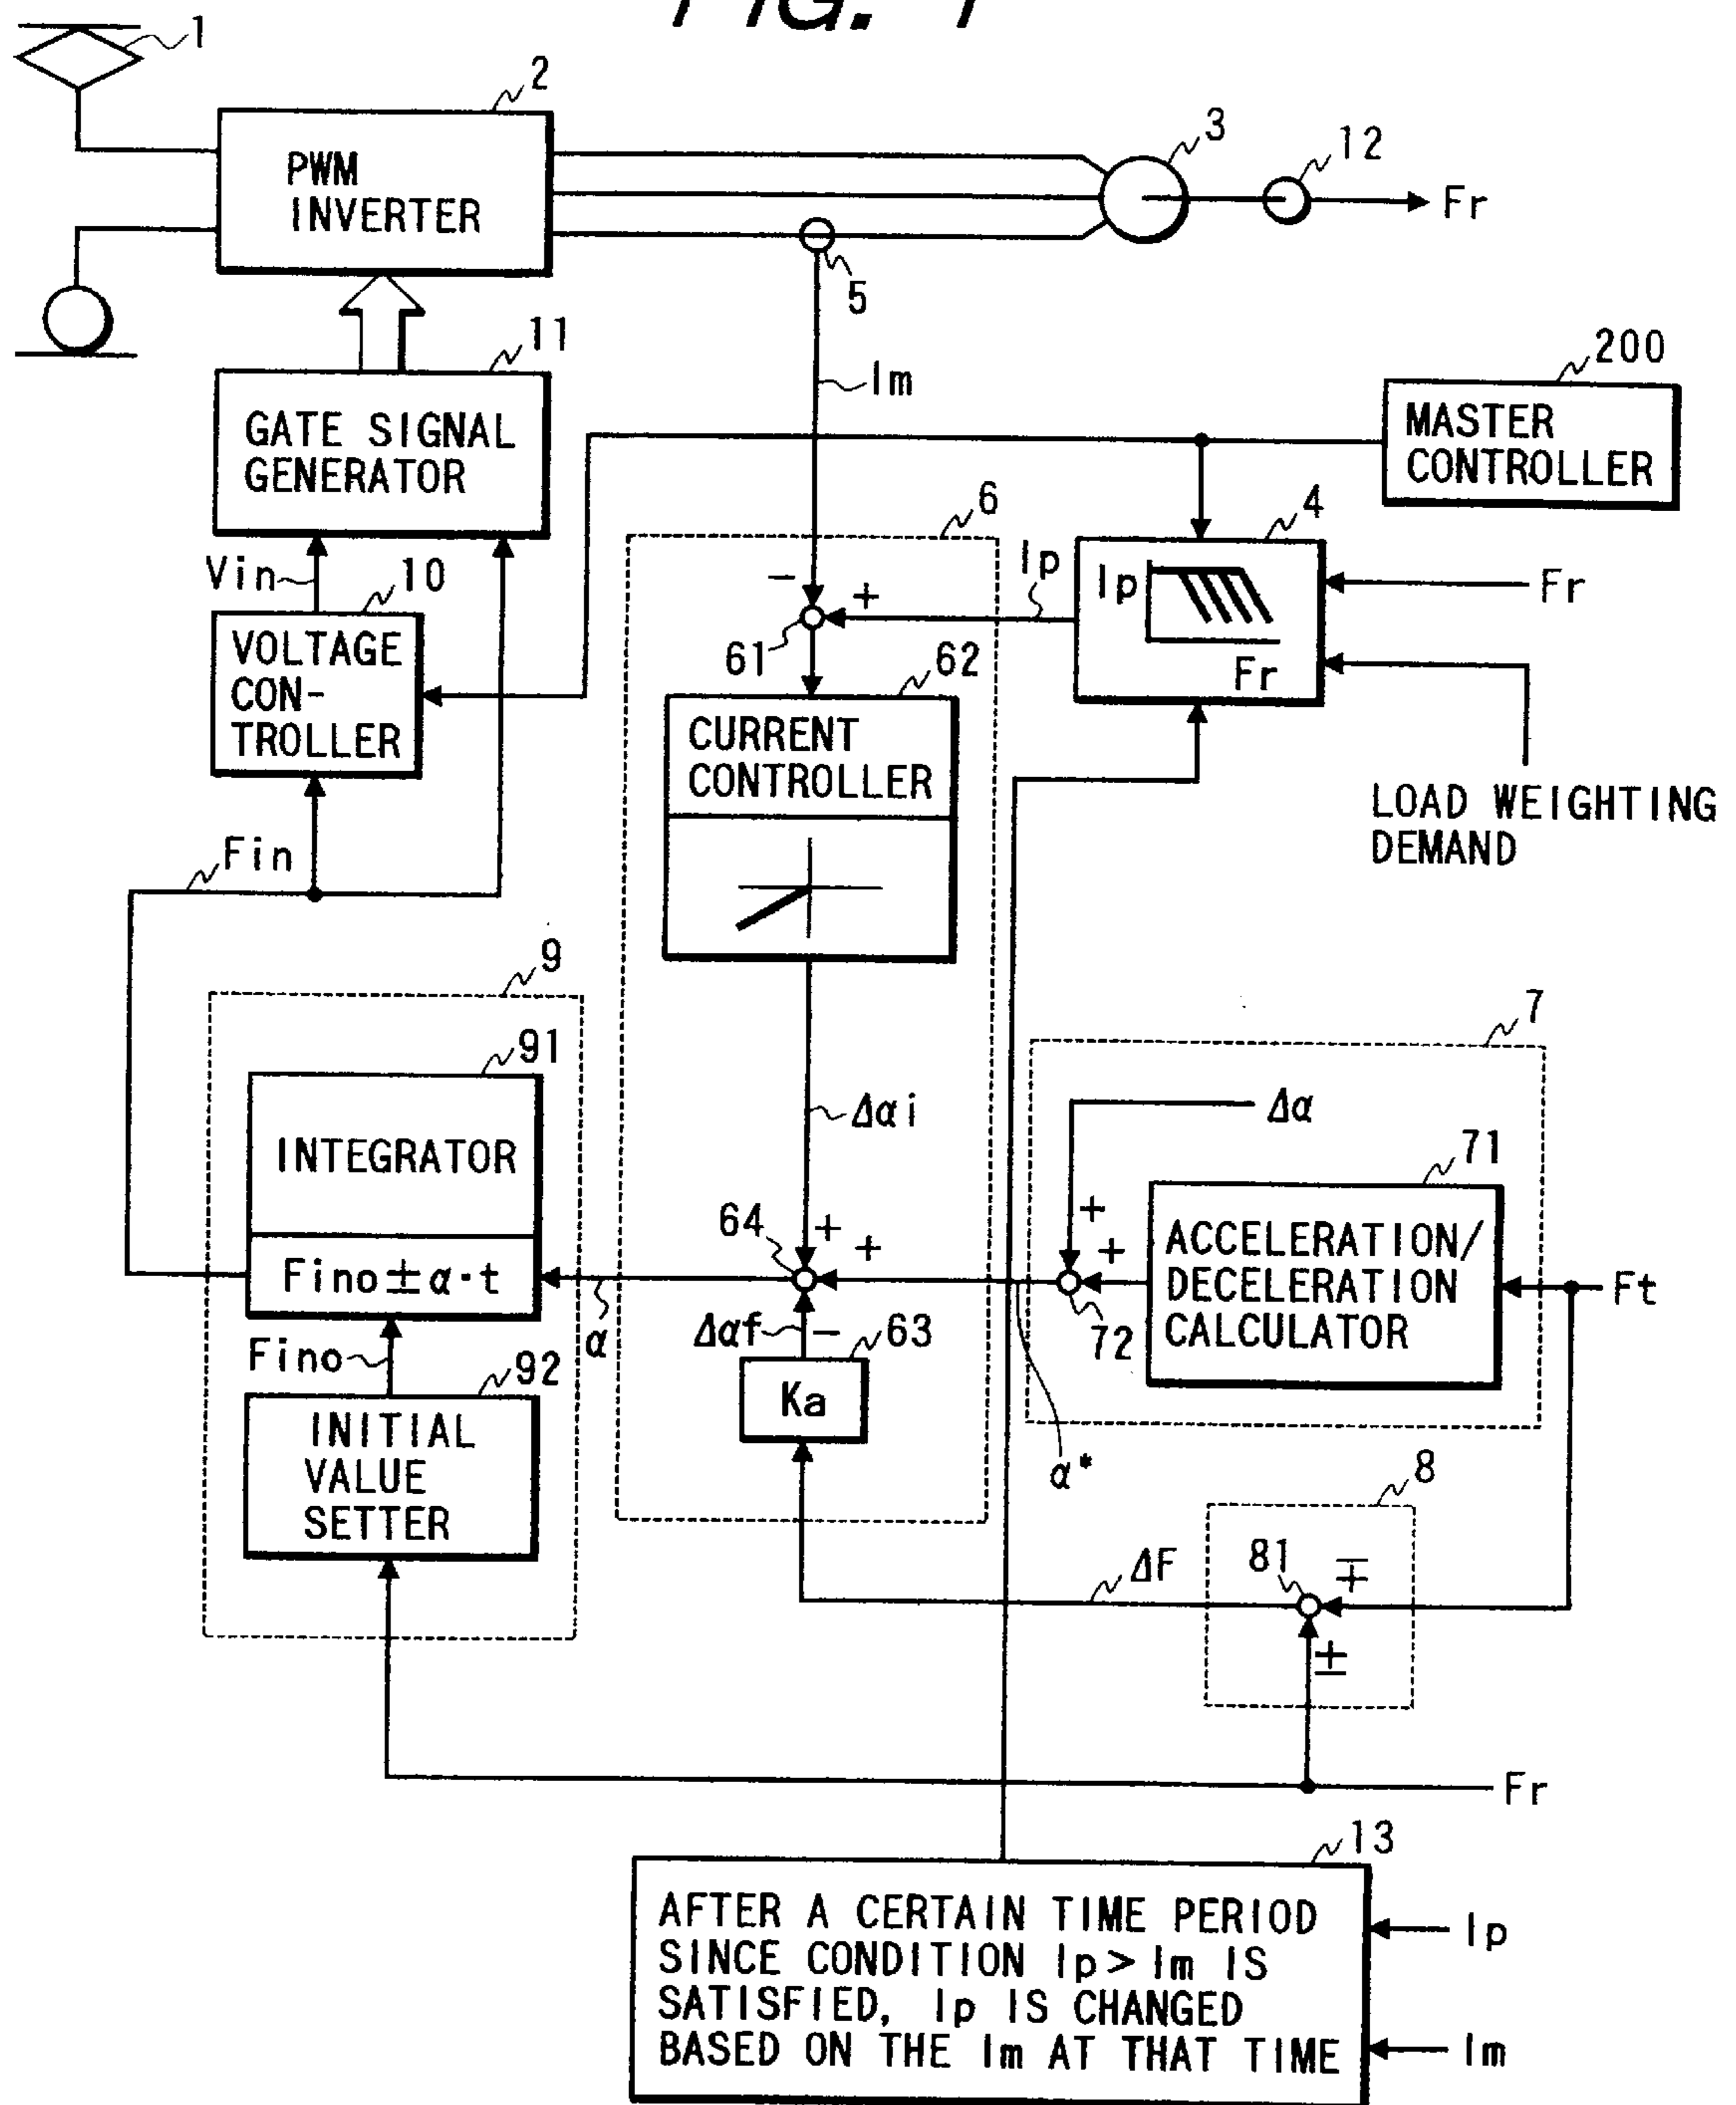 FIG. 1
1
2
PWM
INVERTER
3
12
Fr
5
11
GATE SIGNAL
GENERATOR
Im
200
MASTER
CONTROLLER
6
4
Ip
Fr
Ip
Fr
LOAD WEIGHTING
DEMAND
Vin
10
VOLTAGE
CON-
TROLLER
-
+
61
62
CURRENT
CONTROLLER
Fin
9
91
INTEGRATOR
Fino ± α·t
Fino
92
INITIAL
VALUE
SETTER
Δαi
64
+
+
α
Δαf
-
63
Ka
7
Δα
71
+
+
72
ACCELERATION/
DECELERATION
CALCULATOR
Ft
α*
8
81
∓
±
ΔF
Fr
13
AFTER A CERTAIN TIME PERIOD
SINCE CONDITION Ip > Im IS
SATISFIED, Ip IS CHANGED
BASED ON THE Im AT THAT TIME
Ip
Im